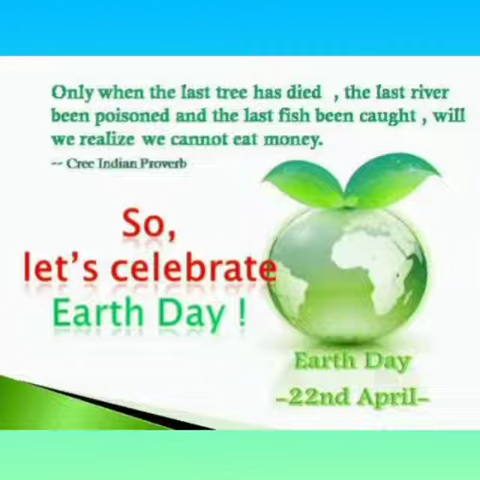 Only when the last tree has died , the last river
been poisoned and the last fish been caught , will
we realize we cannot eat money.
-- Cree Indian Proverb
So,
let's celebrate
Earth Day !
Earth Day
-22nd April-